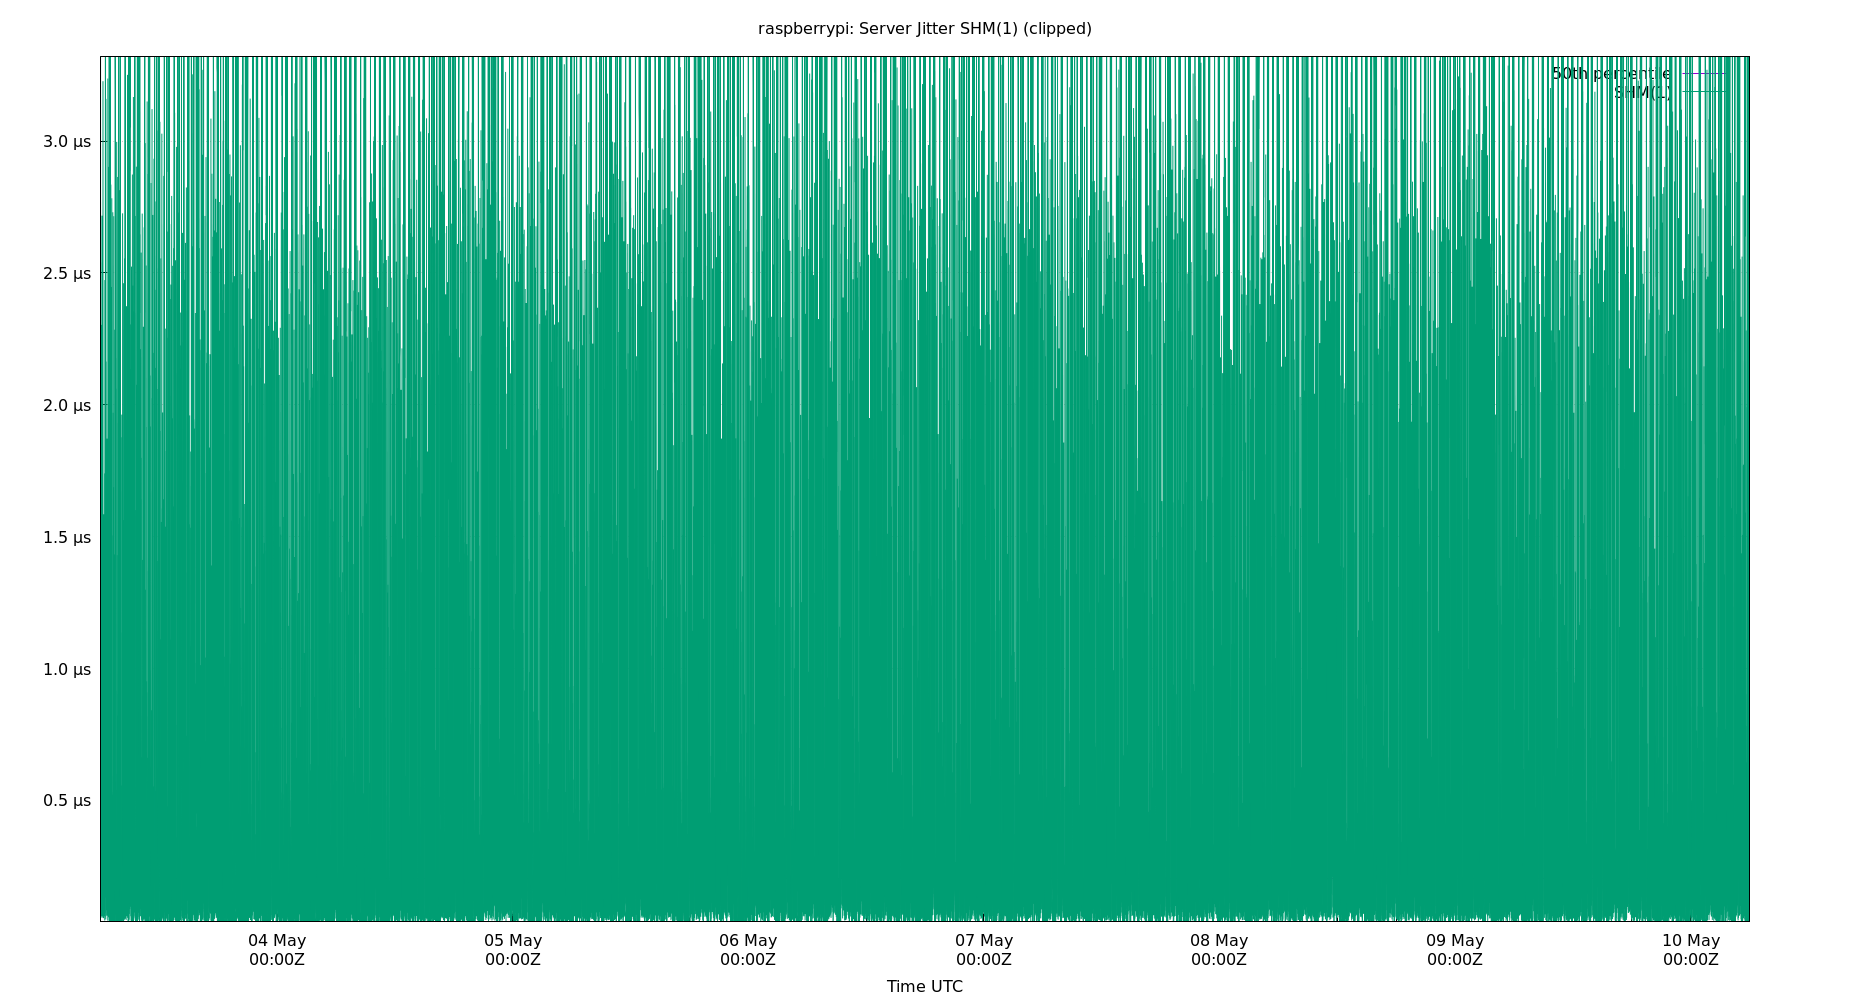 raspberrypi: Server Jitter SHM(1) (clipped)
50th percentile
SHM(1)
3.0 µs
2.5 µs
2.0 µs
1.5 µs
1.0 µs
0.5 µs
04 May 05 May 06 May 07 May 08 May 09 May 10 May
00:00Z 00:00Z 00:00Z 00:00Z 00:00Z 00:00Z 00:00Z
Time UTC